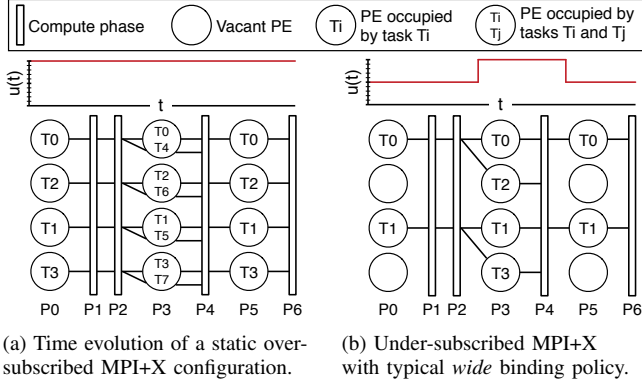 Compute phase
Vacant PE
Ti
PE occupied
by task Ti
Ti
Tj
PE occupied by
tasks Ti and Tj
u(t)
t
T0
T0
T4
T0
T2
T2
T6
T2
T1
T1
T5
T1
T3
T3
T7
T3
P0 P1 P2 P3 P4 P5 P6
(a) Time evolution of a static over-
subscribed MPI+X configuration.
u(t)
t
T0
T0
T0
T2
T1
T1
T1
T3
P0 P1 P2 P3 P4 P5 P6
(b) Under-subscribed MPI+X
with typical wide binding policy.